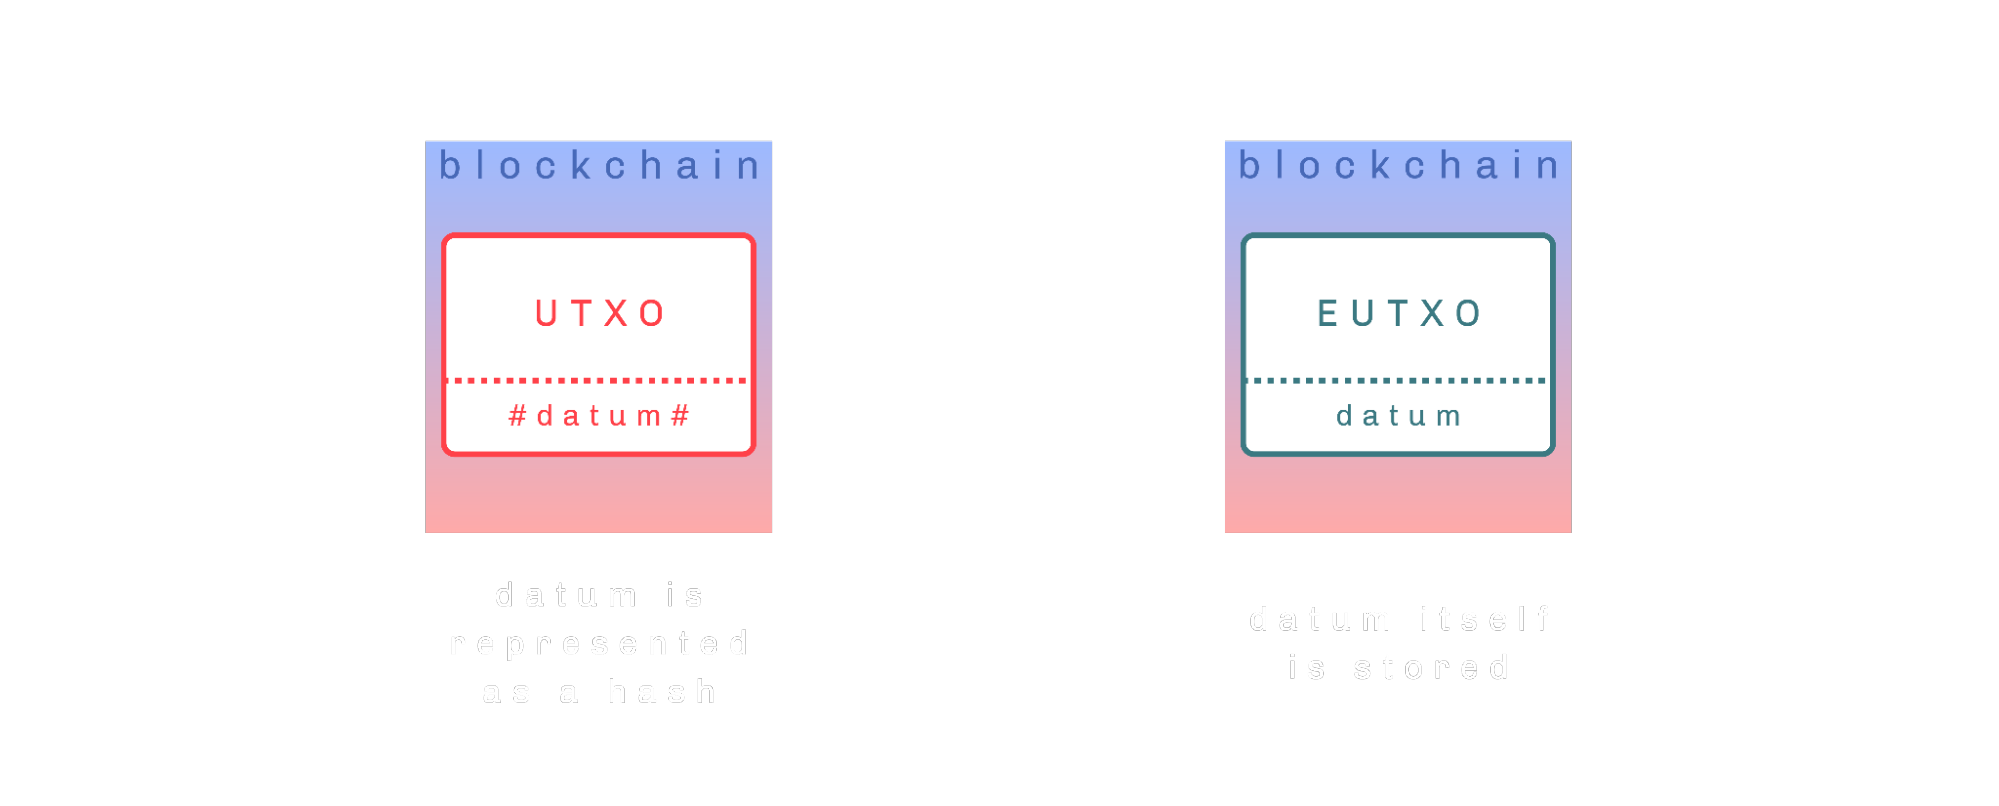 blockchain
UTXO
#datum#
datum is
represented
as a hash
blockchain
EUTXO
datum
datum itself
is stored